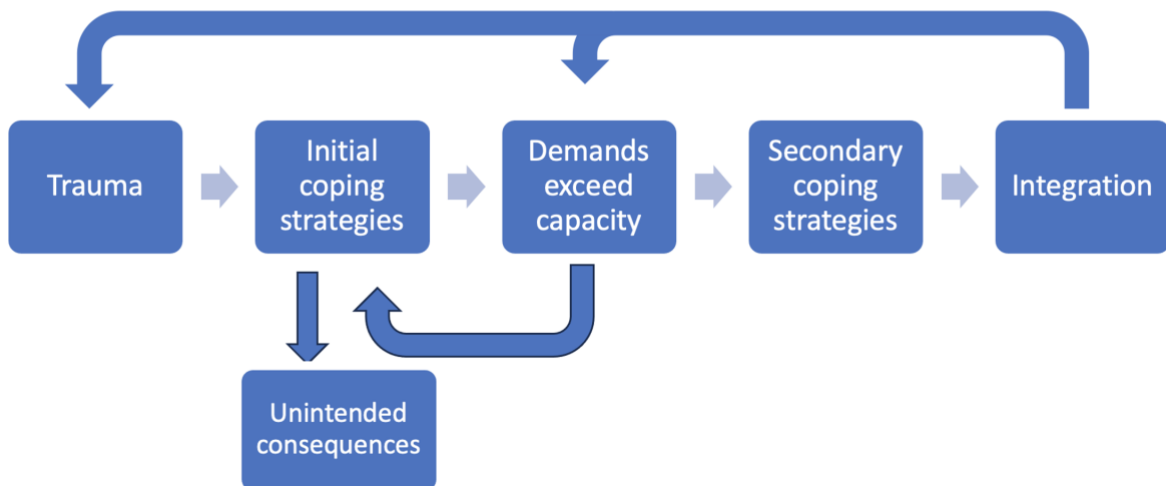 Trauma
Initial
coping
strategies
Demands
exceed
capacity
Secondary
coping
strategies
Integration
Unintended
consequences